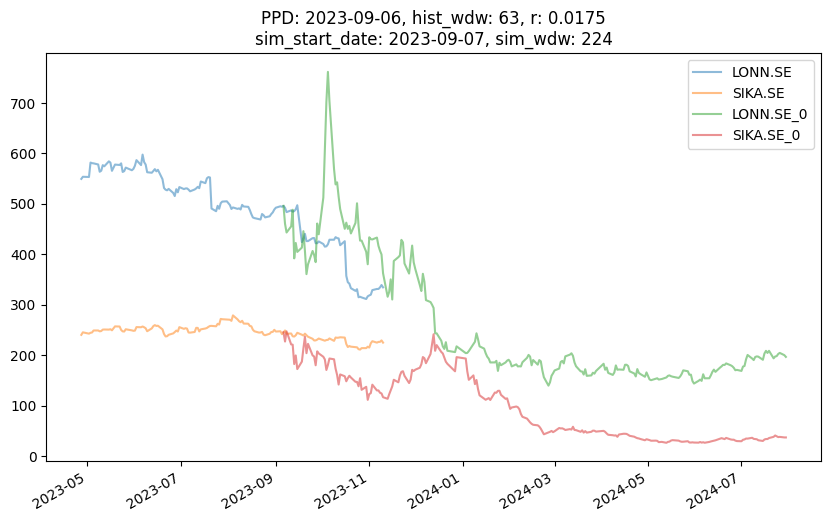 PPD: 2023-09-06, hist_wdw: 63, r: 0.0175
sim_start_date: 2023-09-07, sim_wdw: 224
LONN.SE
SIKA.SE
LONN.SE_0
SIKA.SE_0
700
600
500
400
300
200
100
0
2023-05
2023-07
2023-09
2023-11
2024-01
2024-03
2024-05
2024-07